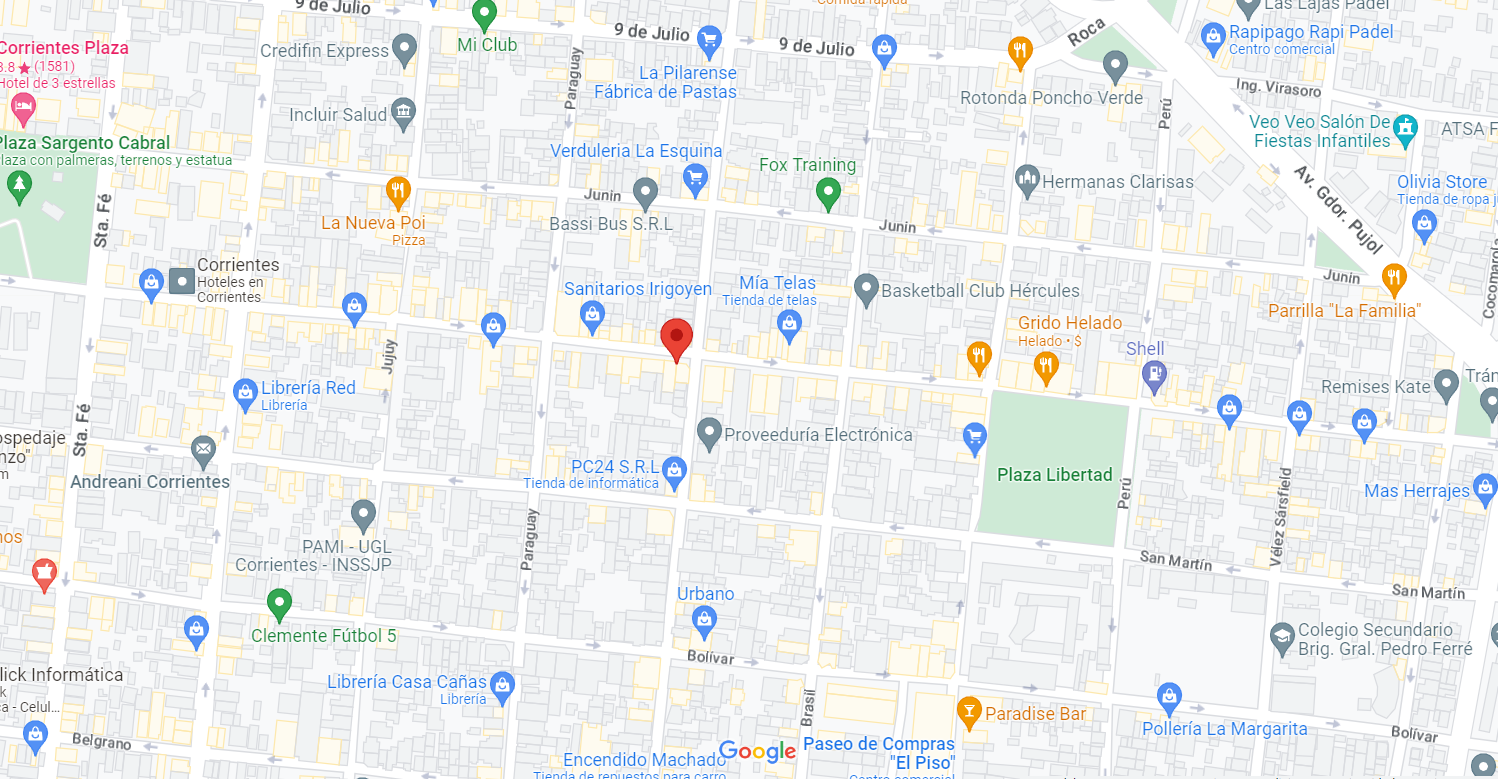 9 de Julio
Comida rápida
Las Lajas Padel
Mi Club
9 de Julio
9 de Julio
Roca
Rapipago Rapi Padel
Centro comercial
Corrientes Plaza
3.8 (1581)
Hotel de 3 estrellas
Credifin Express
Paraguay
La Pilarense
Fábrica de Pastas
Rotonda Poncho Verde
Perú
Ing. Virasoro
Incluir Salud
Veo Veo Salón De
Fiestas Infantiles
ATSA F
Plaza Sargento Cabral
laza con palmeras, terrenos y estatua
Verduleria La Esquina
Fox Training
Hermanas Clarisas
Av. Gdor. Pujol
Olivia Store
Tienda de ropa ju
Sta. Fé
La Nueva Poi
Pizza
Junin
Bassi Bus S.R.L
Junin
Junin
Cocomarola
Corrientes
Hoteles en
Corrientes
Sanitarios Irigoyen
Mía Telas
Tienda de telas
Basketball Club Hércules
Parrilla "La Familia"
Grido Helado
Helado • $
Shell
Jujuy
Librería Red
Librería
Remises Kate
Trán
Sta. Fé
ospedaje
nzo"
m
Andreani Corrientes
Proveeduría Electrónica
PC24 S.R.L
Tienda de informática
Plaza Libertad
Perú
Vélez Sársfield
Mas Herrajes
Paraguay
nos
PAMI - UGL
Corrientes - INSSJP
San Martín
San Martín
Urbano
Clemente Fútbol 5
Colegio Secundario
Brig. Gral. Pedro Ferré
Bolívar
lick Informática
k
ca - Celul...
Librería Casa Cañas
Librería
Brasil
Paradise Bar
Pollería La Margarita
Bolívar
Belgrano
Encendido Machado
Tienda de repuestos para carro
Google
Paseo de Compras
"El Piso"
Centro comercial